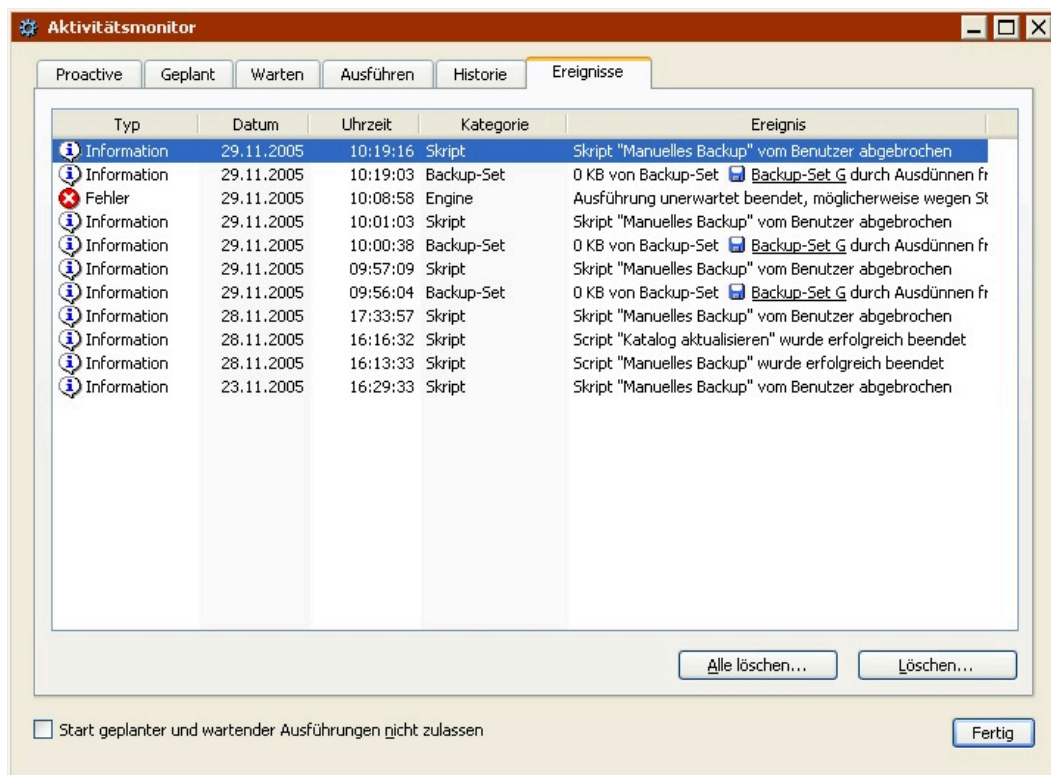 Aktivitätsmonitor
Proactive Geplant Warten Ausführen Historie Ereignisse
Typ Datum Uhrzeit Kategorie Ereignis
Information 29.11.2005 10:19:16 Skript Skript "Manuelles Backup" vom Benutzer abgebrochen
Information 29.11.2005 10:19:03 Backup-Set 0 KB von Backup-Set Backup-Set G durch Ausdünnen fr
Fehler 29.11.2005 10:08:58 Engine Ausführung unerwartet beendet, möglicherweise wegen St
Information 29.11.2005 10:01:03 Skript Skript "Manuelles Backup" vom Benutzer abgebrochen
Information 29.11.2005 10:00:38 Backup-Set 0 KB von Backup-Set Backup-Set G durch Ausdünnen fr
Information 29.11.2005 09:57:09 Skript Skript "Manuelles Backup" vom Benutzer abgebrochen
Information 29.11.2005 09:56:04 Backup-Set 0 KB von Backup-Set Backup-Set G durch Ausdünnen fr
Information 28.11.2005 17:33:57 Skript Skript "Manuelles Backup" vom Benutzer abgebrochen
Information 28.11.2005 16:16:32 Skript Script "Katalog aktualisieren" wurde erfolgreich beendet
Information 28.11.2005 16:13:33 Skript Script "Manuelles Backup" wurde erfolgreich beendet
Information 23.11.2005 16:29:33 Skript Skript "Manuelles Backup" vom Benutzer abgebrochen
Alle löschen... Löschen...
Start geplanter und wartender Ausführungen nicht zulassen
Fertig